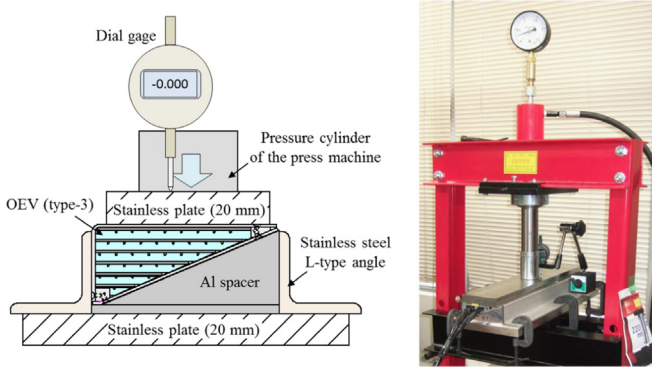 Dial gage
-0.000
Pressure cylinder
of the press machine
OEV (type-3)
Stainless plate (20 mm)
Stainless steel
L-type angle
Al spacer
Stainless plate (20 mm)